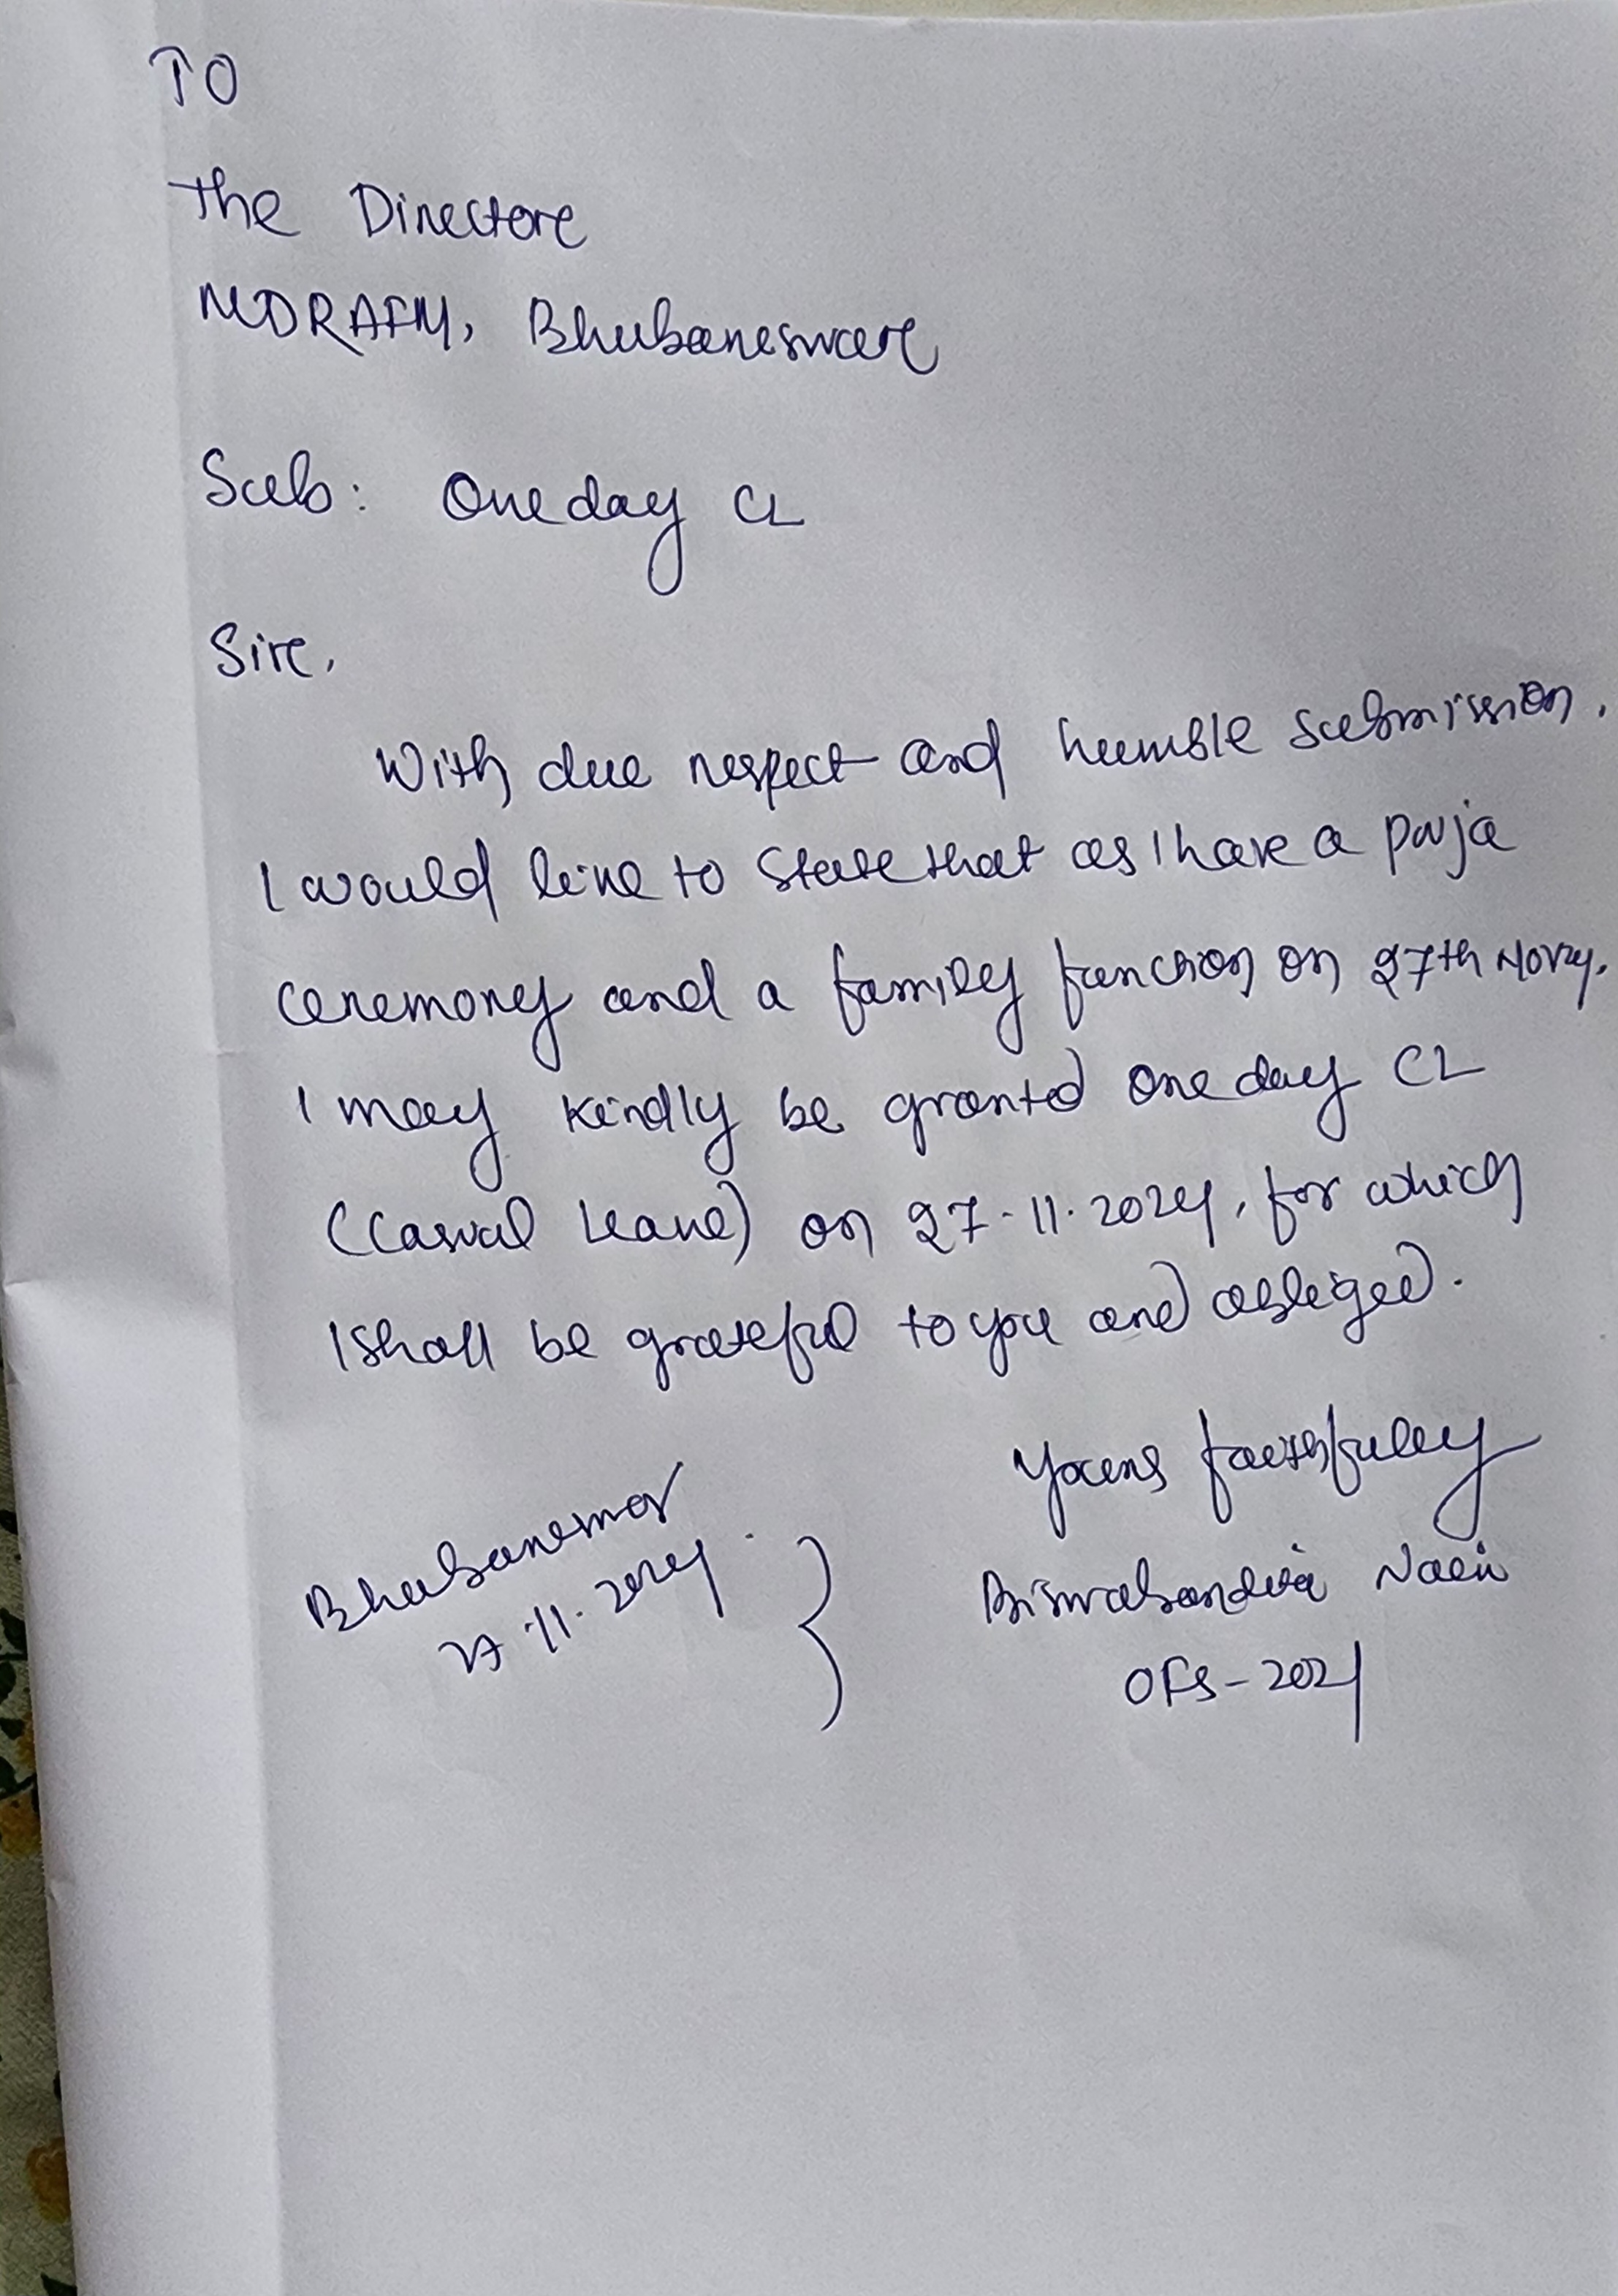 TO
The Director
MDRAFM, Bhubaneswar
Sub: One day CL
Sir,
With due respect and humble submission,
I would like to state that as I have a puja
ceremony and a family function on 27th Nov,
I may kindly be granted one day CL
(Casual Leave) on 27.11.2024, for which
I shall be grateful to you and obliged.
Yours faithfully
Bhubaneswar
27.11.2024
Biswabandita
OFS-2021